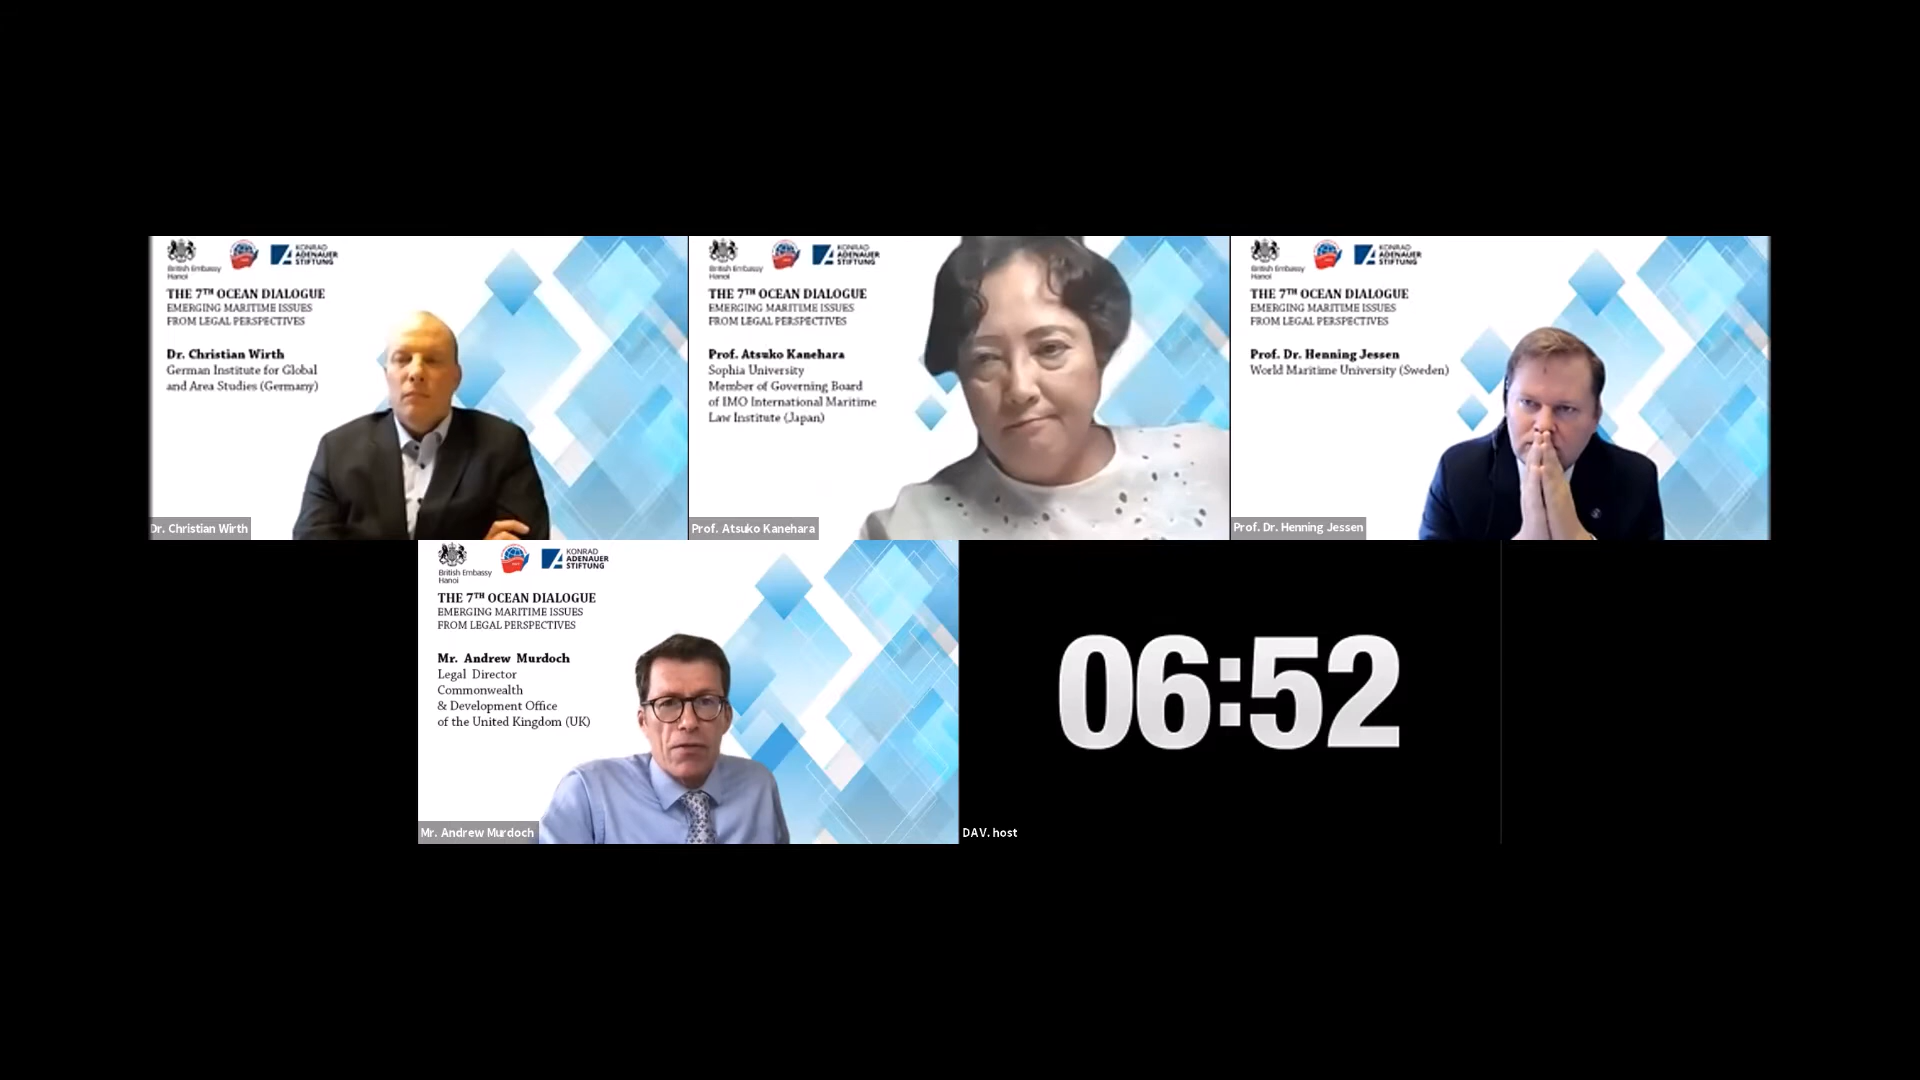 British Embassy
Hanoi
KONRAD
ADENAUER
STIFTUNG
THE 7TH OCEAN DIALOGUE
EMERGING MARITIME ISSUES
FROM LEGAL PERSPECTIVES
Dr. Christian Wirth
German Institute for Global
and Area Studies (Germany)
Dr. Christian Wirth
British Embassy
Hanoi
KONRAD
ADENAUER
STIFTUNG
THE 7TH OCEAN DIALOGUE
EMERGING MARITIME ISSUES
FROM LEGAL PERSPECTIVES
Prof. Atsuko Kanehara
Sophia University
Member of Governing Board
of IMO International Maritime
Law Institute (Japan)
Prof. Atsuko Kanehara
British Embassy
Hanoi
KONRAD
ADENAUER
STIFTUNG
THE 7TH OCEAN DIALOGUE
EMERGING MARITIME ISSUES
FROM LEGAL PERSPECTIVES
Prof. Dr. Henning Jessen
World Maritime University (Sweden)
Prof. Dr. Henning Jessen
British Embassy
Hanoi
KONRAD
ADENAUER
STIFTUNG
THE 7TH OCEAN DIALOGUE
EMERGING MARITIME ISSUES
FROM LEGAL PERSPECTIVES
Mr. Andrew Murdoch
Legal Director
Commonwealth
& Development Office
of the United Kingdom (UK)
Mr. Andrew Murdoch
06:52
DAV. host